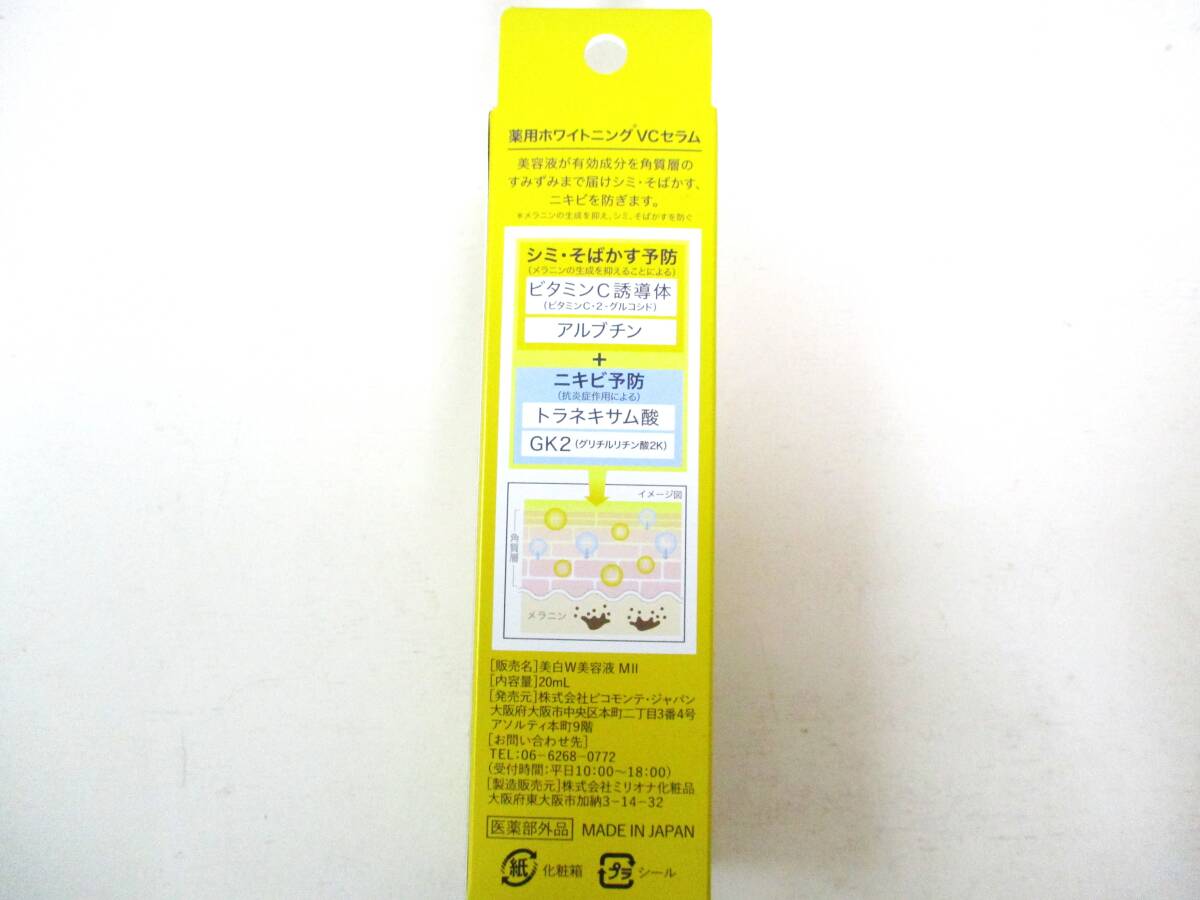 薬用ホワイトニング*VCセラム
美容液が有効成分を角質層の
すみずみまで届けシミ・そばかす、
ニキビを防ぎます。
＊メラニンの生成を抑え、シミ、そばかすを防ぐ
シミ・そばかす予防
(メラニンの生成を抑えることによる)
ビタミンC誘導体
(ビタミンC・2-グルコシド)
アルブチン
+
ニキビ予防
(抗炎症作用による)
トラネキサム酸
GK2(グリチルリチン酸2K)
イメージ図
角質層
メラニン
[販売名]美白W美容液 MII
[内容量]20mL
[発売元]株式会社ピコモンテ・ジャパン
大阪府大阪市中央区本町二丁目3番4号
アソルティ本町9階
[お問い合わせ先]
TEL:06-6268-0772
(受付時間:平日10:00〜18:00)
[製造販売元]株式会社ミリオナ化粧品
大阪府東大阪市加納3-14-32
医薬部外品 MADE IN JAPAN
紙 化粧箱 プラ シール